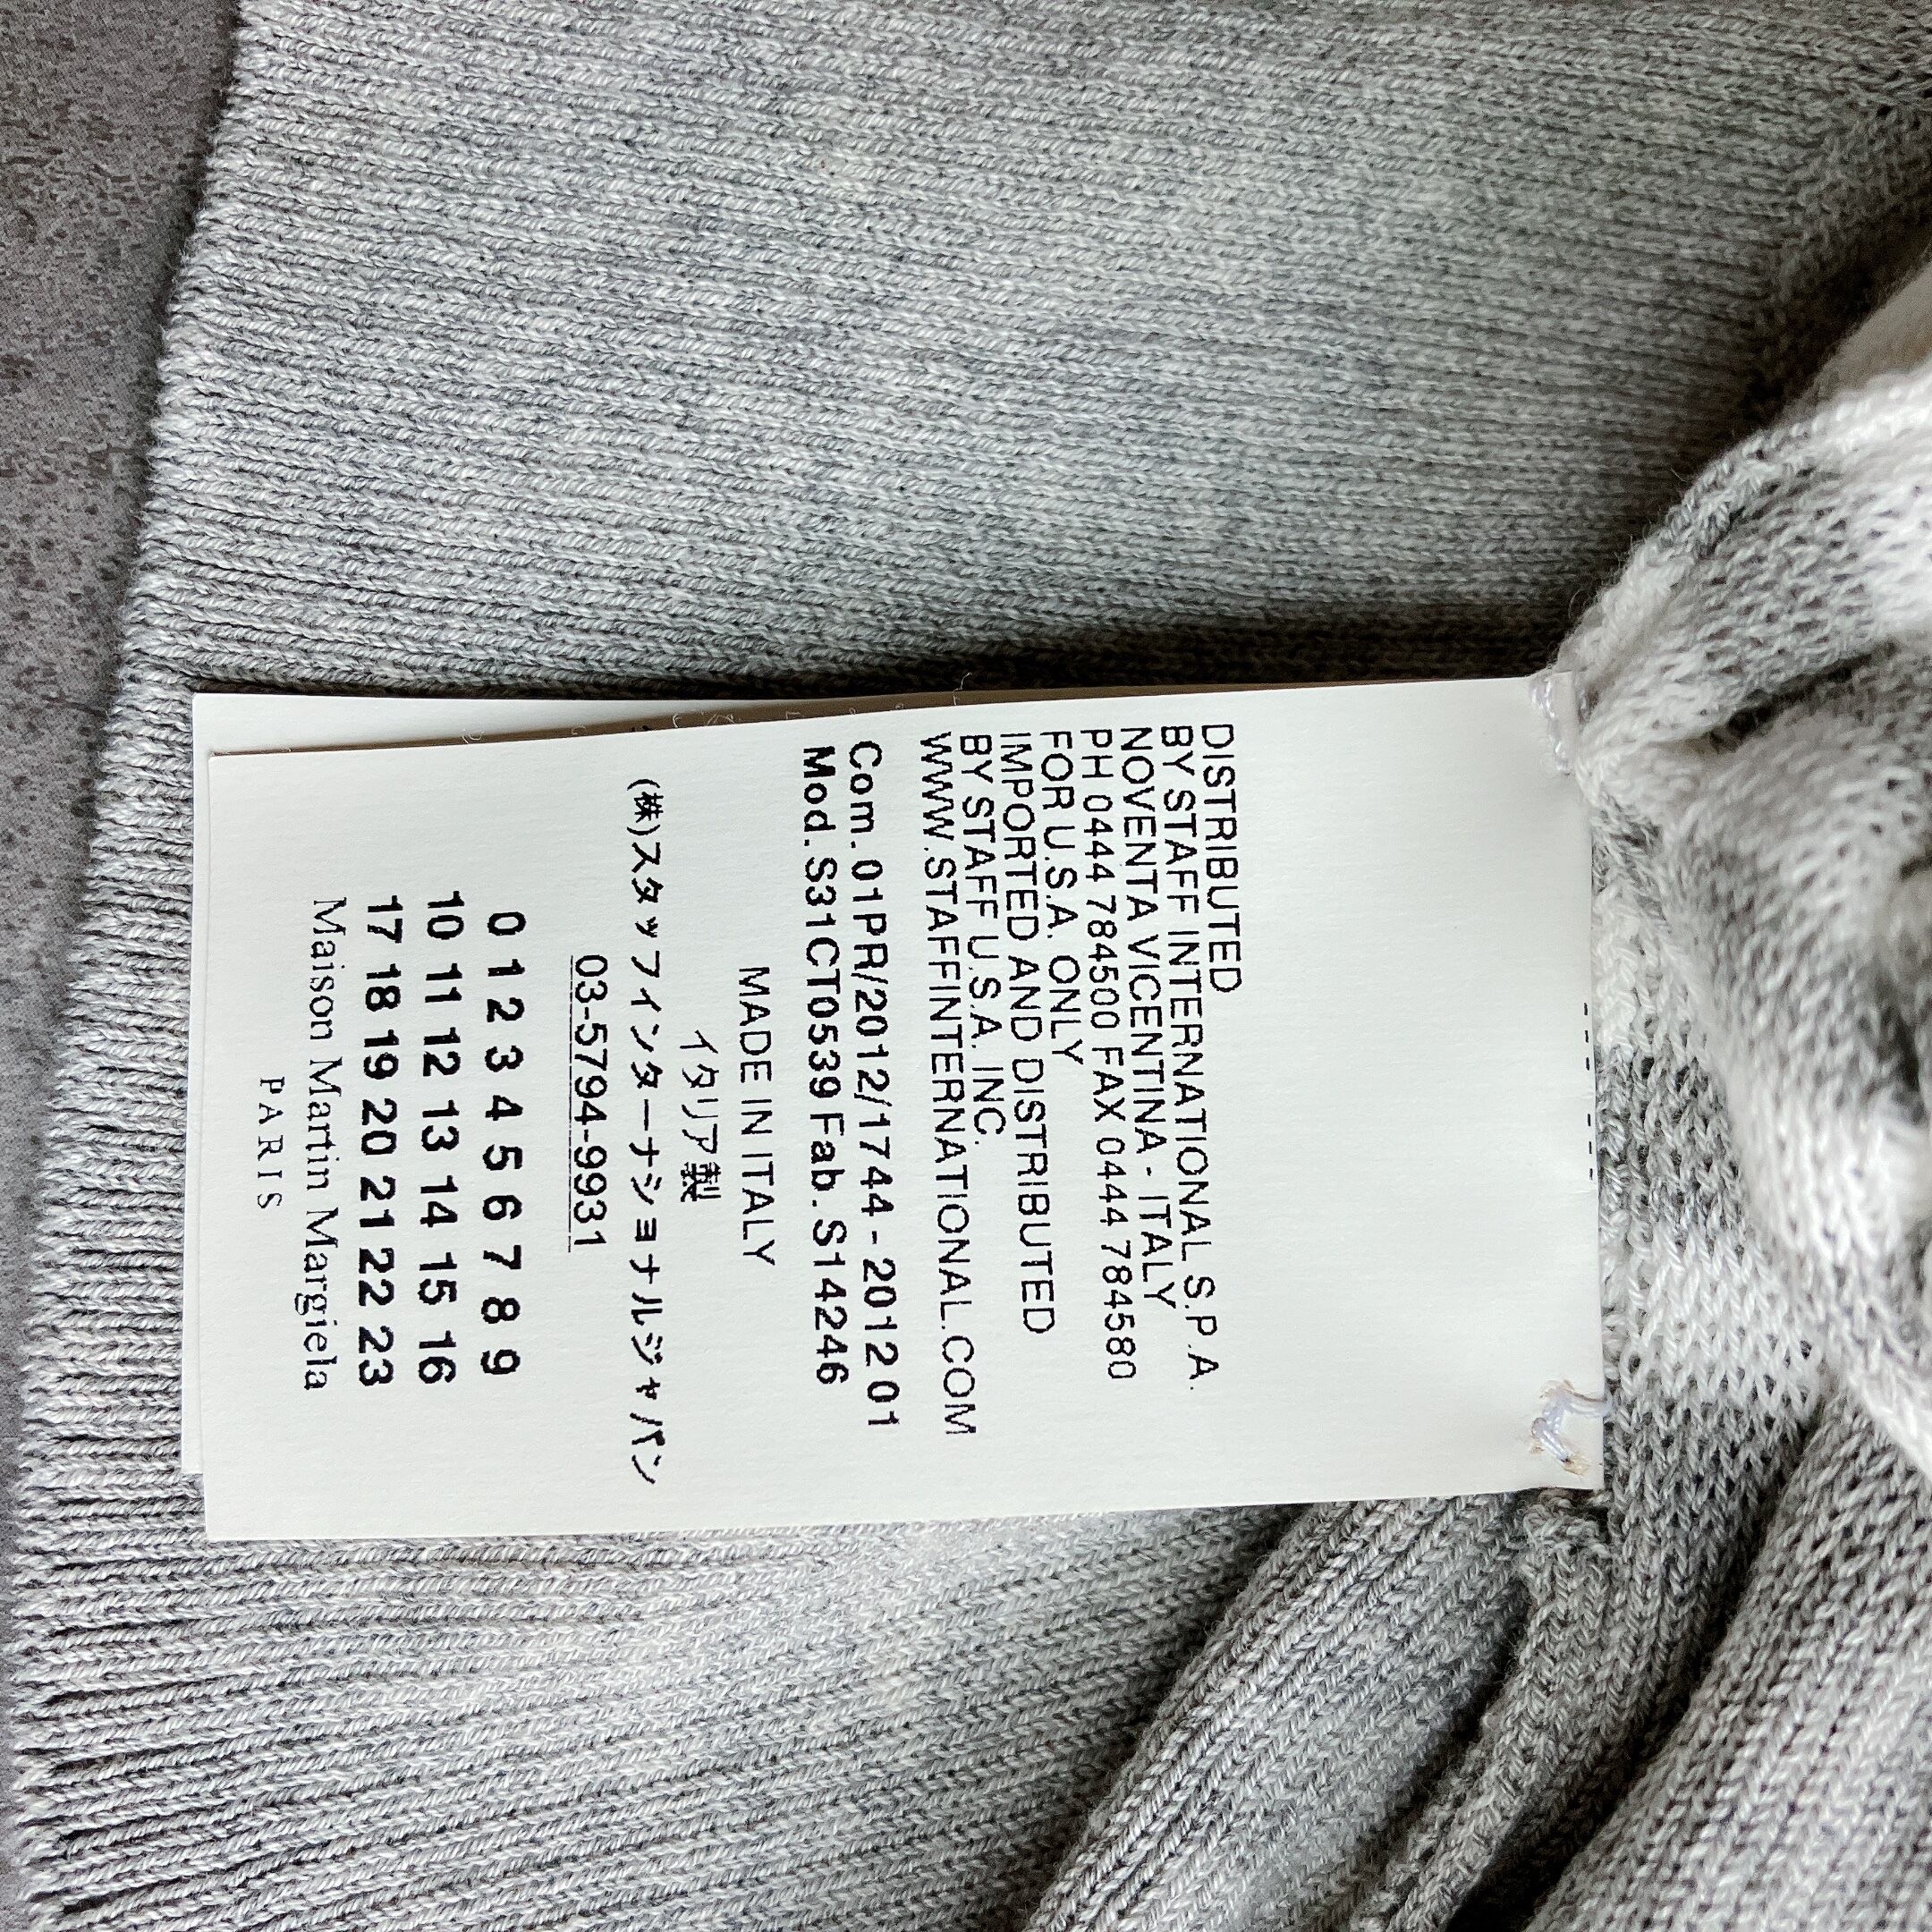 DISTRIBUTED
BY STAFF INTERNATIONAL S.P.A.
NOVENTA VICENTINA - ITALY
PH 0444 784500 FAX 0444 784580
FOR U.S.A. ONLY
IMPORTED AND DISTRIBUTED
BY STAFF U.S.A. INC.
WWW.STAFFINTERNATIONAL.COM
Com.01PR/2012/1744-201201
Mod.S31CT0539 Fab.S14246
MADE IN ITALY
イタリア製
(株)スタッフインターナショナルジャパン
03-5794-9931
0 1 2 3 4 5 6 7 8 9
10 11 12 13 14 15 16
17 18 19 20 21 22 23
Maison Martin Margiela
PARIS